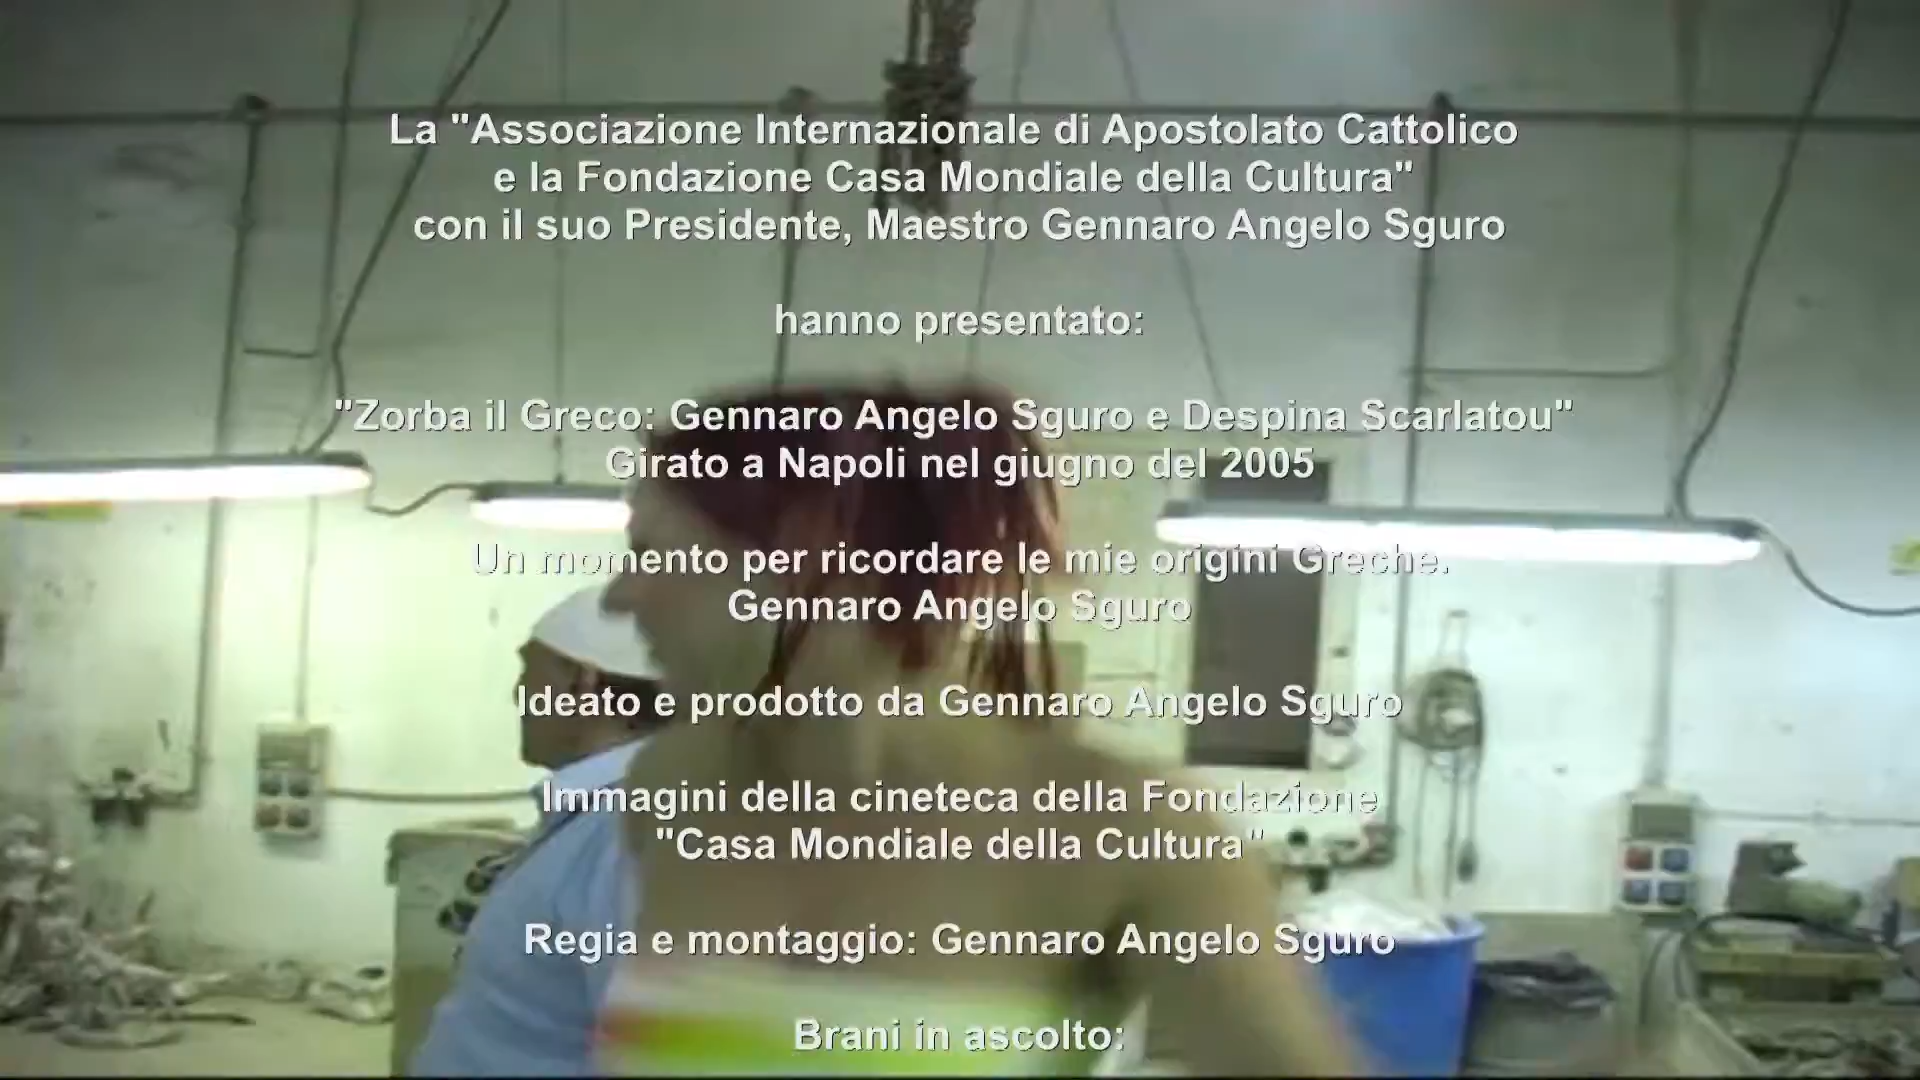 La "Associazione Internazionale di Apostolato Cattolico
e la Fondazione Casa Mondiale della Cultura"
con il suo Presidente, Maestro Gennaro Angelo Sguro
hanno presentato:
"Zorba il Greco: Gennaro Angelo Sguro e Despina Scarlatou"
Girato a Napoli nel giugno del 2005
Un momento per ricordare le mie origini Greche.
Gennaro Angelo Sguro
Ideato e prodotto da Gennaro Angelo Sguro
Immagini della cineteca della Fondazione
"Casa Mondiale della Cultura"
Regia e montaggio: Gennaro Angelo Sguro
Brani in ascolto: